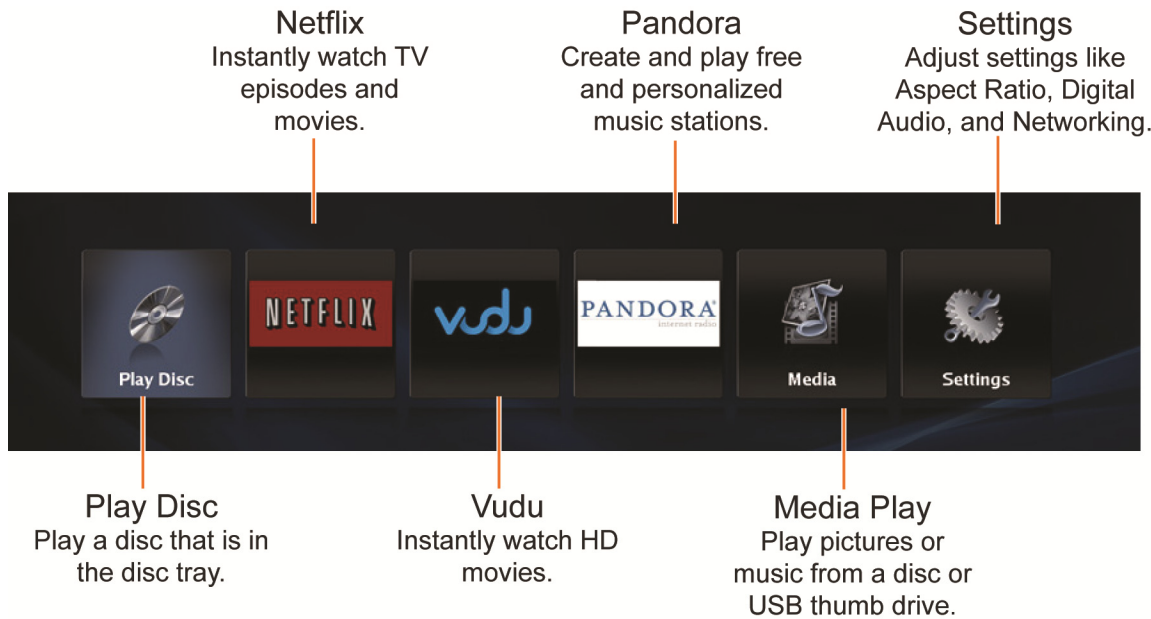 Netflix
Instantly watch TV
episodes and
movies.
Pandora
Create and play free
and personalized
music stations.
Settings
Adjust settings like
Aspect Ratio, Digital
Audio, and Networking.
Play Disc
NETFLIX
vudu
PANDORA®
internet radio
Media
Settings
Play Disc
Play a disc that is in
the disc tray.
Vudu
Instantly watch HD
movies.
Media Play
Play pictures or
music from a disc or
USB thumb drive.